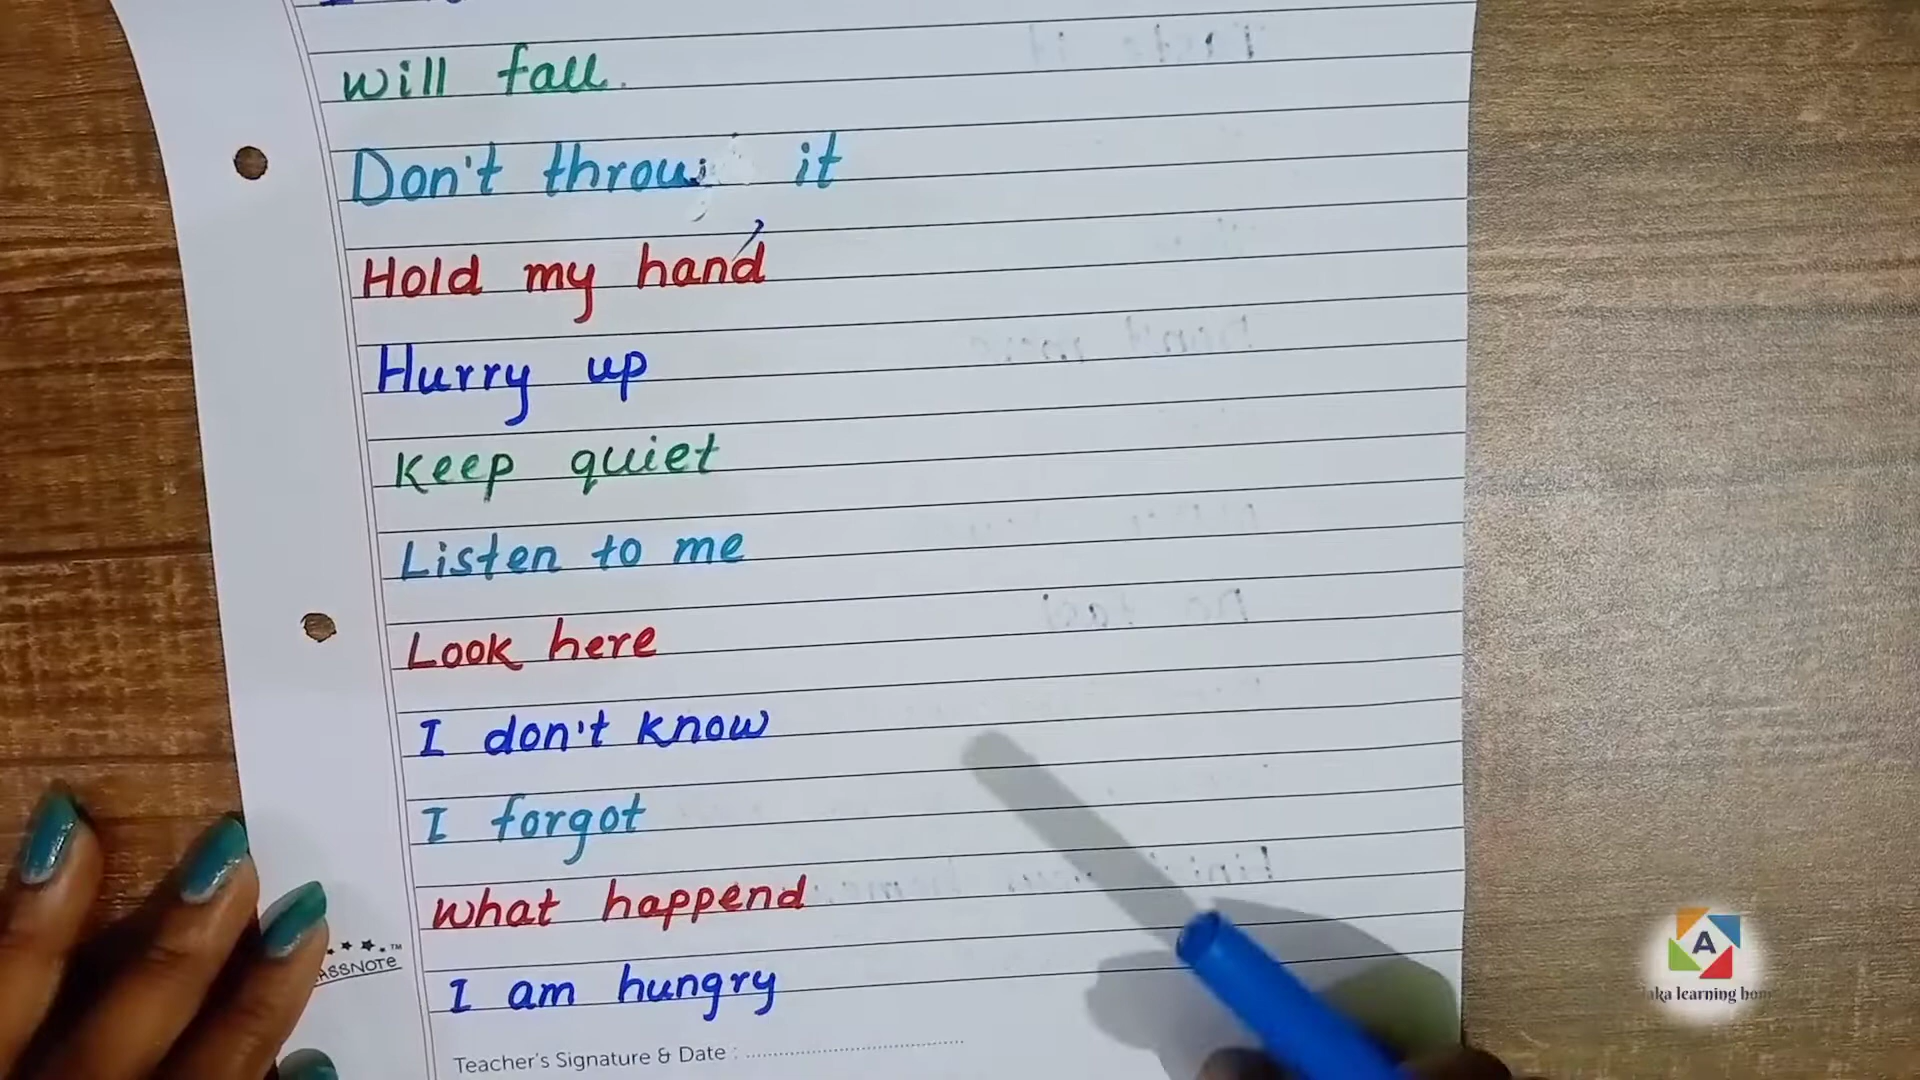 will fall.
Don't throw it
Hold my hand
Hurry up
Keep quiet
Listen to me
Look here
I don't know
I forgot
what happend
I am hungry
Teacher's Signature & Date :
A
learning